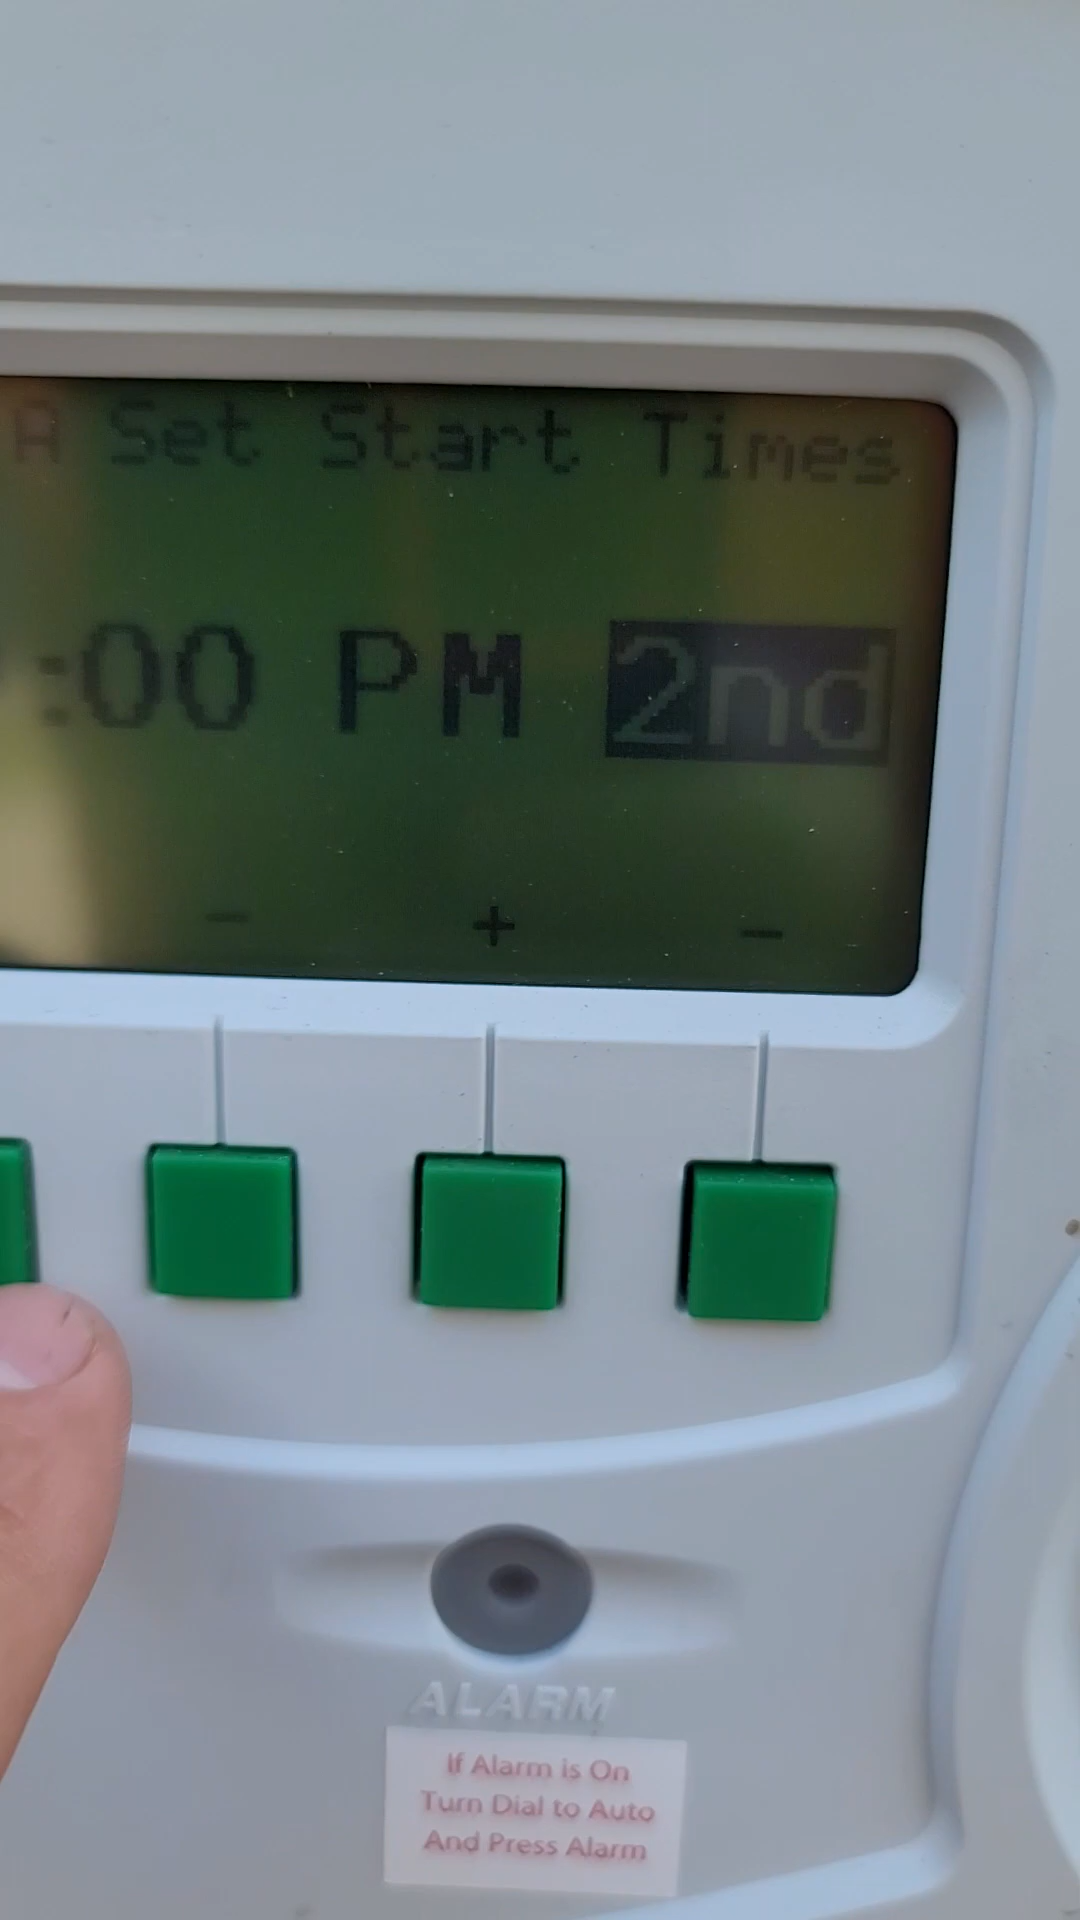 A Set Start Times
:00 PM 2nd
- + -
ALARM
If Alarm is On
Turn Dial to Auto
And Press Alarm